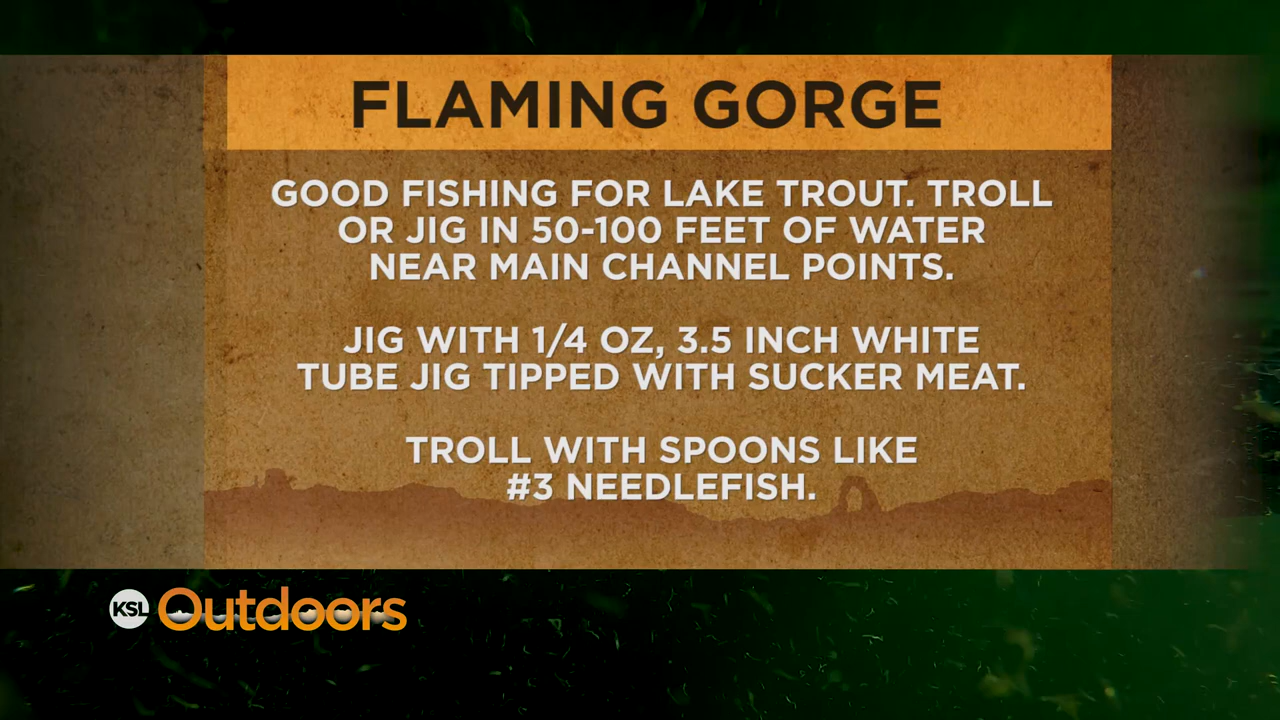 FLAMING GORGE
GOOD FISHING FOR LAKE TROUT. TROLL
OR JIG IN 50-100 FEET OF WATER
NEAR MAIN CHANNEL POINTS.
JIG WITH 1/4 OZ, 3.5 INCH WHITE
TUBE JIG TIPPED WITH SUCKER MEAT.
TROLL WITH SPOONS LIKE
#3 NEEDLEFISH.
KSL Outdoors